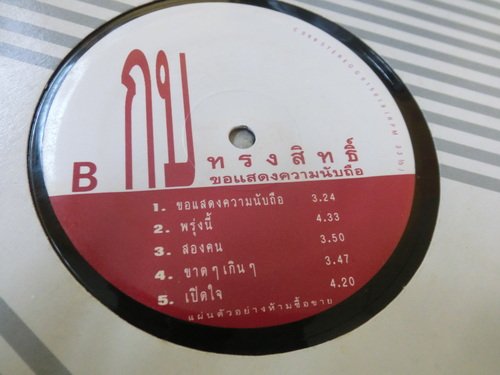 กบ
ทรงสิทธิ์
ขอแสดงความนับถือ
B
1. ขอแสดงความนับถือ 3.24
2. พรุ่งนี้ 4.33
3. สองคน 3.50
4. ขาดๆเกินๆ 3.47
5. เปิดใจ 4.20
แผ่นตัวอย่างห้ามซื้อขาย